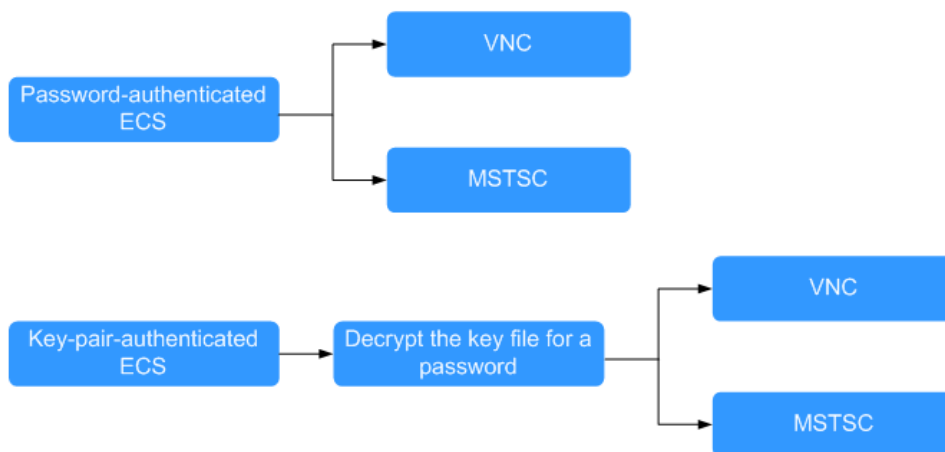 VNC
Password-authenticated
ECS
MSTSC
VNC
Key-pair-authenticated
ECS
Decrypt the key file for a
password
MSTSC